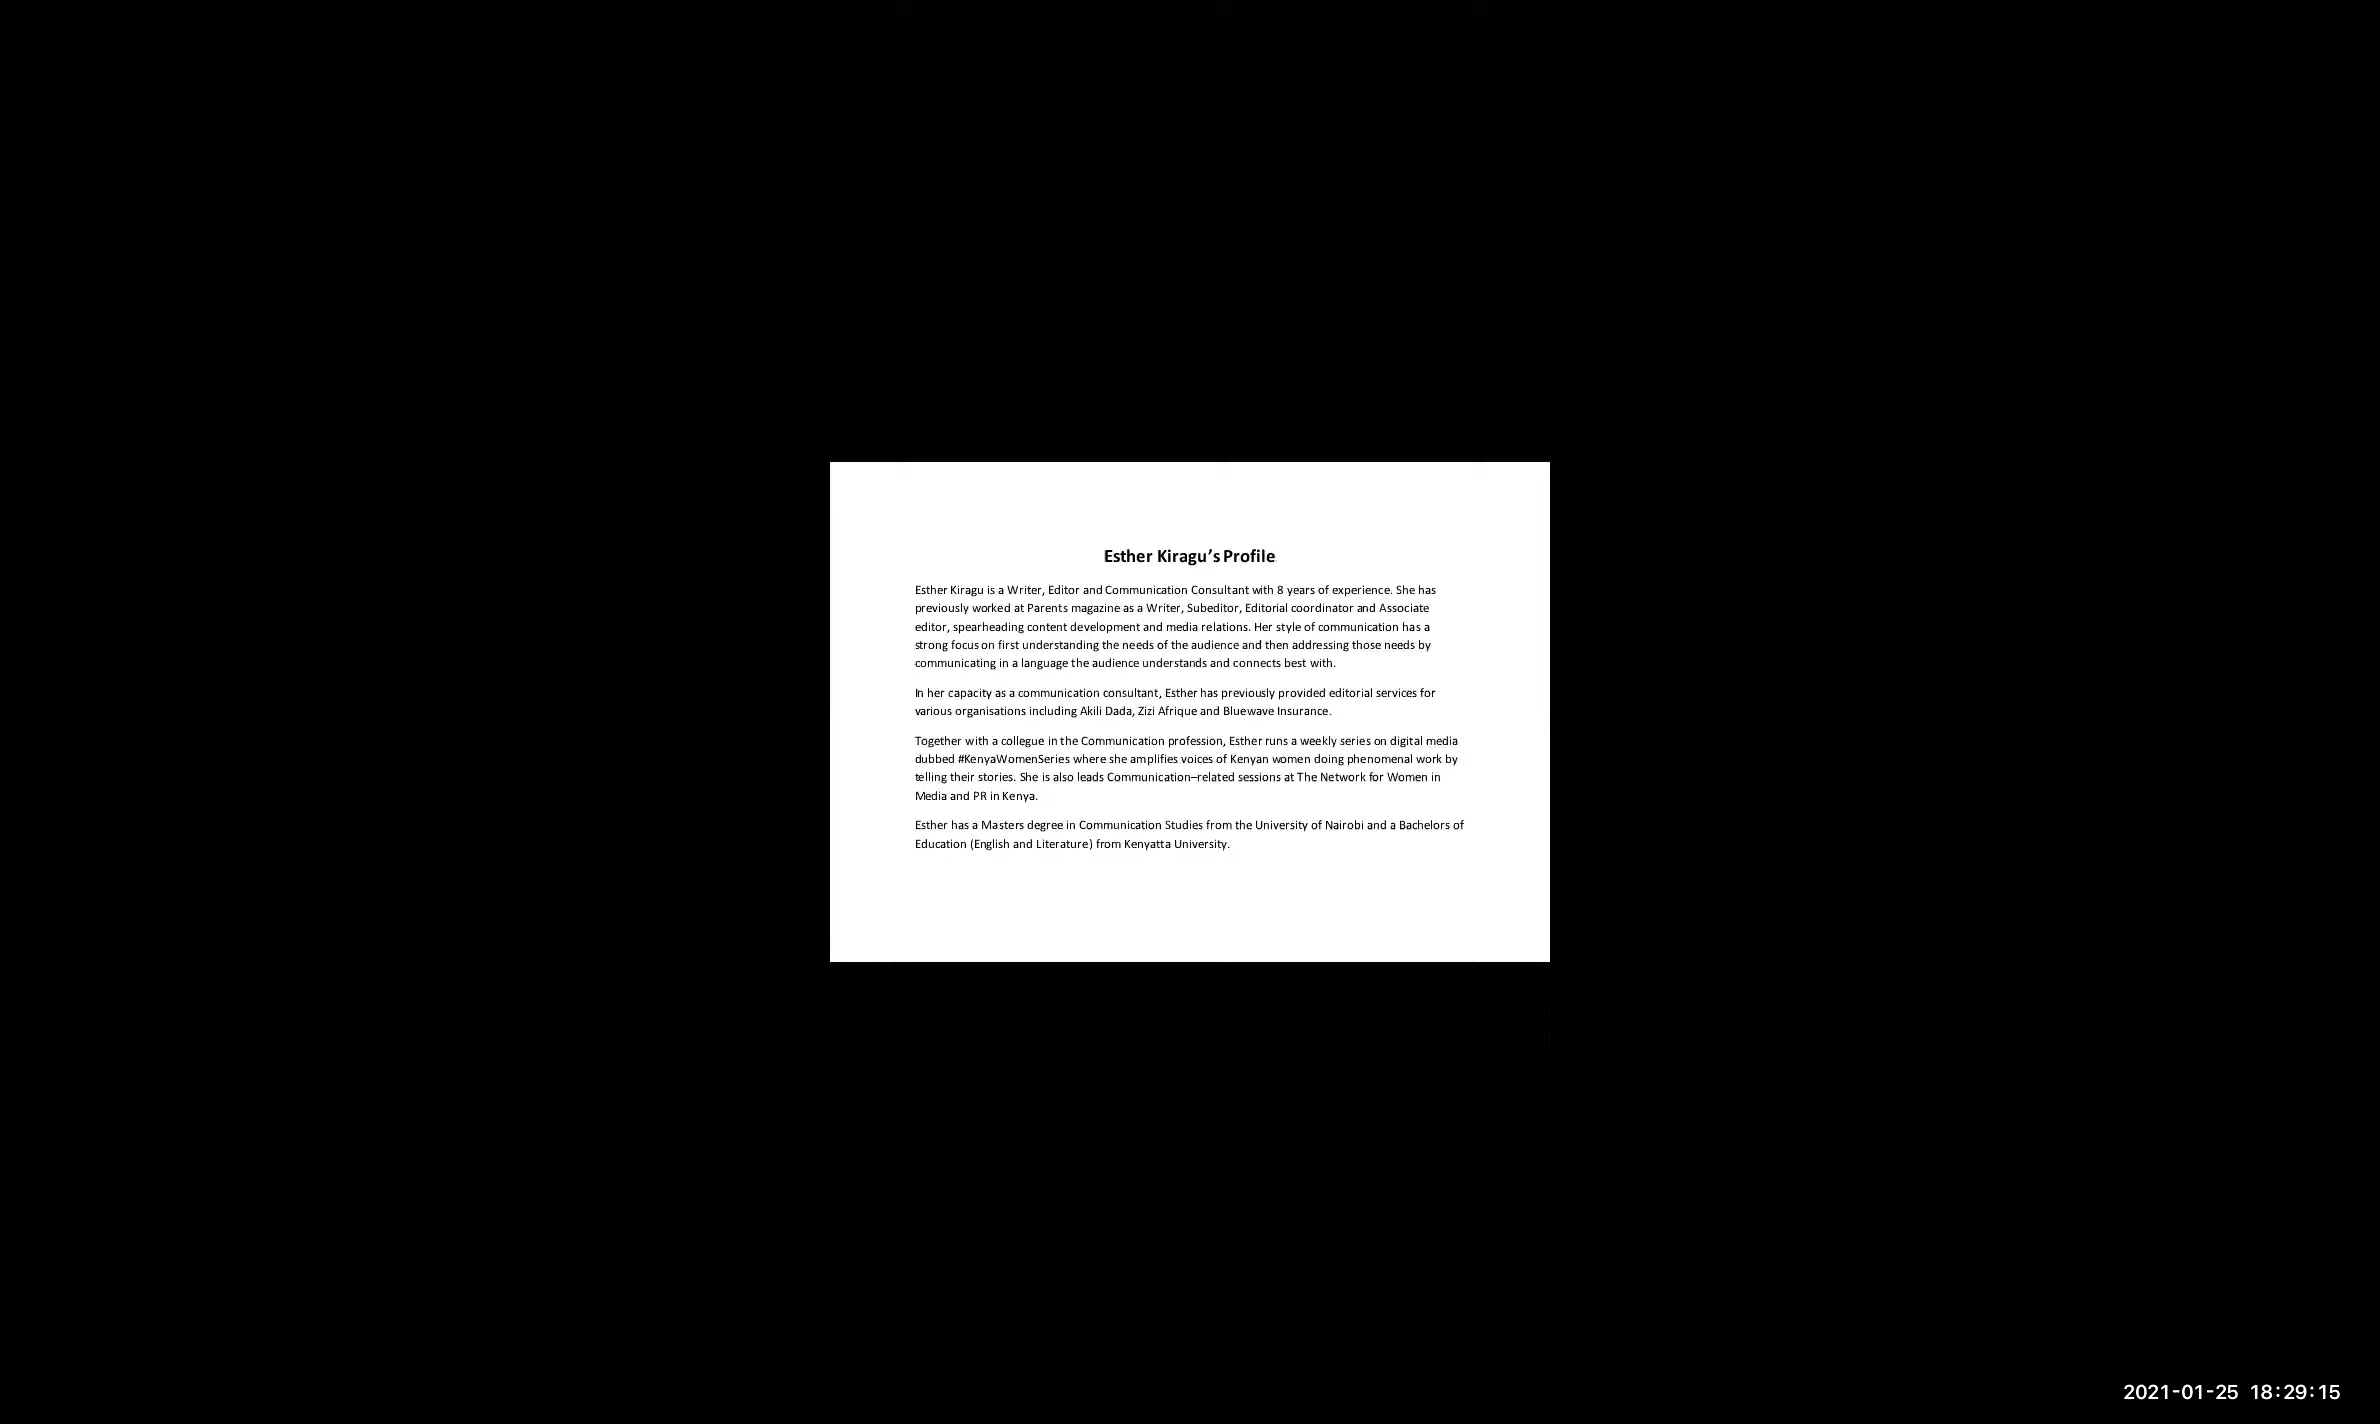 Esther Kiragu’s Profile
Esther Kiragu is a Writer, Editor and Communication Consultant with 8 years of experience. She has
previously worked at Parents magazine as a Writer, Subeditor, Editorial coordinator and Associate
editor, spearheading content development and media relations. Her style of communication has a
strong focus on first understanding the needs of the audience and then addressing those needs by
communicating in a language the audience understands and connects best with.
In her capacity as a communication consultant, Esther has previously provided editorial services for
various organisations including Akili Dada, Zizi Afrique and Bluewave Insurance.
Together with a collegue in the Communication profession, Esther runs a weekly series on digital media
dubbed #KenyaWomenSeries where she amplifies voices of Kenyan women doing phenomenal work by
telling their stories. She is also leads Communication–related sessions at The Network for Women in
Media and PR in Kenya.
Esther has a Masters degree in Communication Studies from the University of Nairobi and a Bachelors of
Education (English and Literature) from Kenyatta University.
2021-01-25 18:29:15